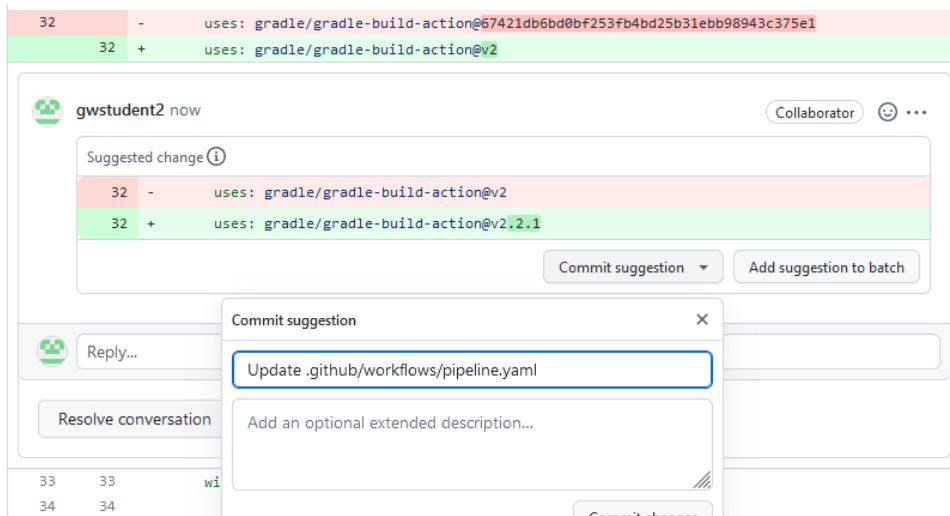 32 - uses: gradle/gradle-build-action@67421db6bd0bf253fb4bd25b31ebb98943c375e1
32 + uses: gradle/gradle-build-action@v2
gwstudent2 now Collaborator
Suggested change
32 - uses: gradle/gradle-build-action@v2
32 + uses: gradle/gradle-build-action@v2.2.1
Commit suggestion Add suggestion to batch
Commit suggestion
Reply...
Update .github/workflows/pipeline.yaml
Resolve conversation
Add an optional extended description...
33 33 wi
34 34
Commit changes